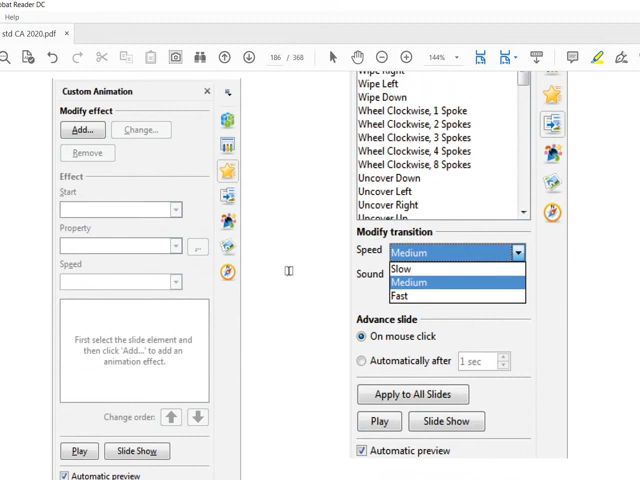 obat Reader DC
Help
std CA 2020.pdf ×
186 / 368
144%
Custom Animation
Modify effect
Add...
Change...
Remove
Effect
Start
Property
...
Speed
First select the slide element and
then click 'Add...' to add an
animation effect.
Change order:
Play
Slide Show
Automatic preview
Wipe Right
Wipe Left
Wipe Down
Wheel Clockwise, 1 Spoke
Wheel Clockwise, 2 Spokes
Wheel Clockwise, 3 Spokes
Wheel Clockwise, 4 Spokes
Wheel Clockwise, 8 Spokes
Uncover Down
Uncover Left
Uncover Right
Uncover Up
Modify transition
Speed
Medium
Slow
Medium
Fast
Sound
Advance slide
On mouse click
Automatically after
1 sec
Apply to All Slides
Play
Slide Show
Automatic preview